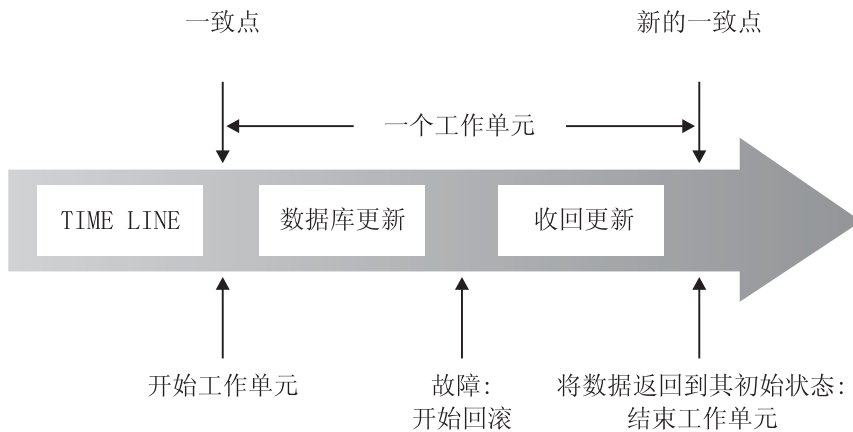 一致点
新的一致点
一个工作单元
TIME LINE
数据库更新
收回更新
开始工作单元
故障:
开始回滚
将数据返回到其初始状态:
结束工作单元